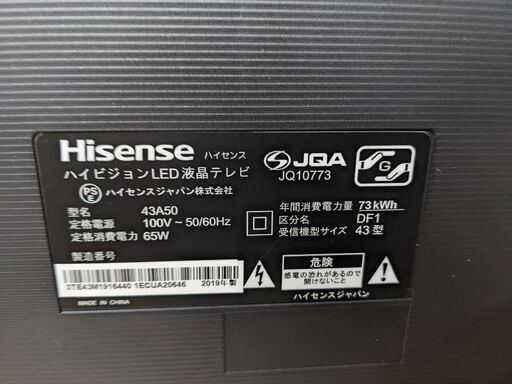 Hisense ハイセンス
ハイビジョンLED液晶テレビ
PS E ハイセンスジャパン株式会社
JQA
JQ10773
G
型名 43A50
定格電源 100V～50/60Hz
定格消費電力 65W
年間消費電力量 73kWh
区分名 DF1
受信機型サイズ 43型
製造番号
3TE43M1916440 1ECUA20646 2019年製
MADE IN CHINA
危険
感電の恐れがあるので
開けないこと
ハイセンスジャパン